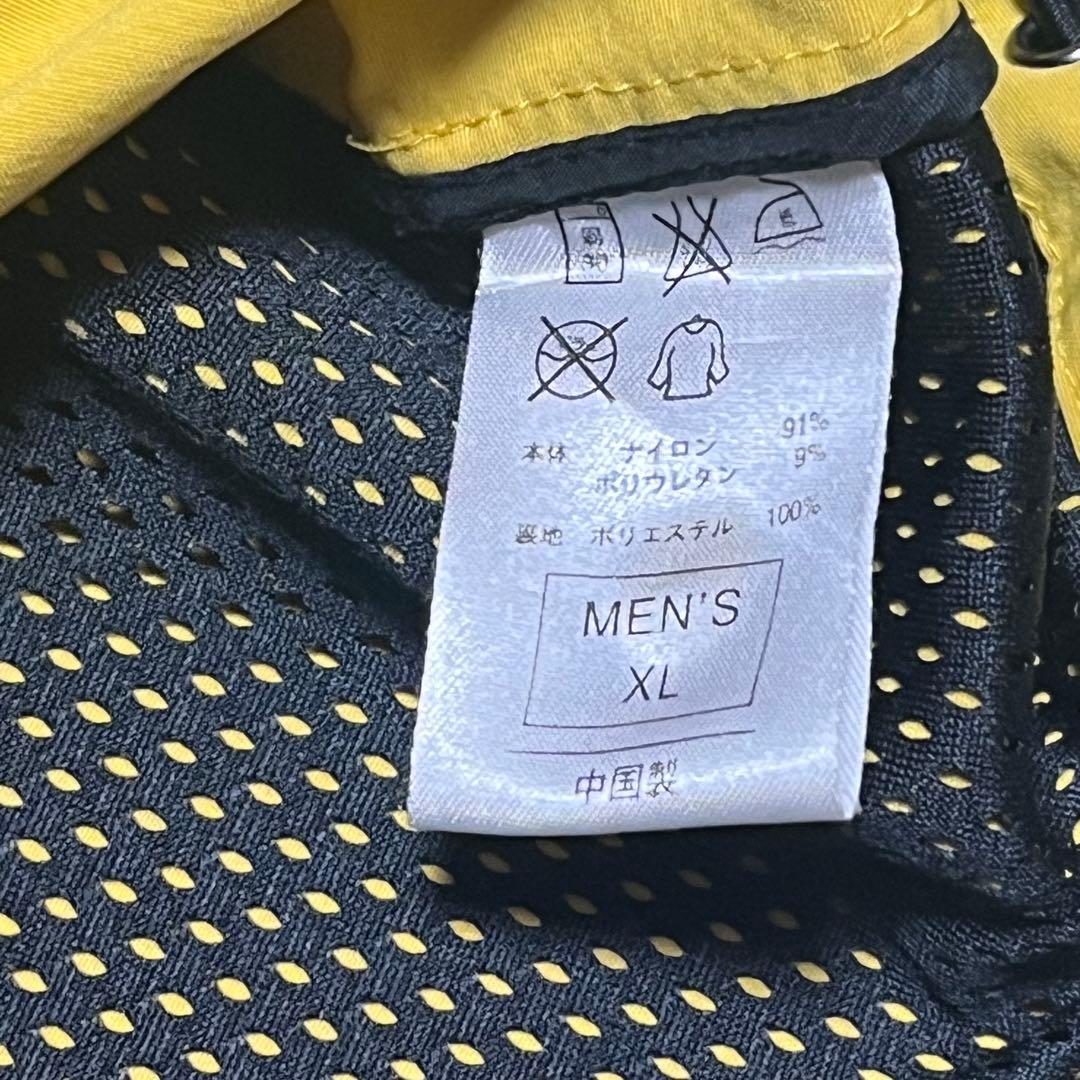 本体 ナイロン 91%
ポリウレタン 9%
裏地 ポリエステル 100%
MEN'S
XL
中国製